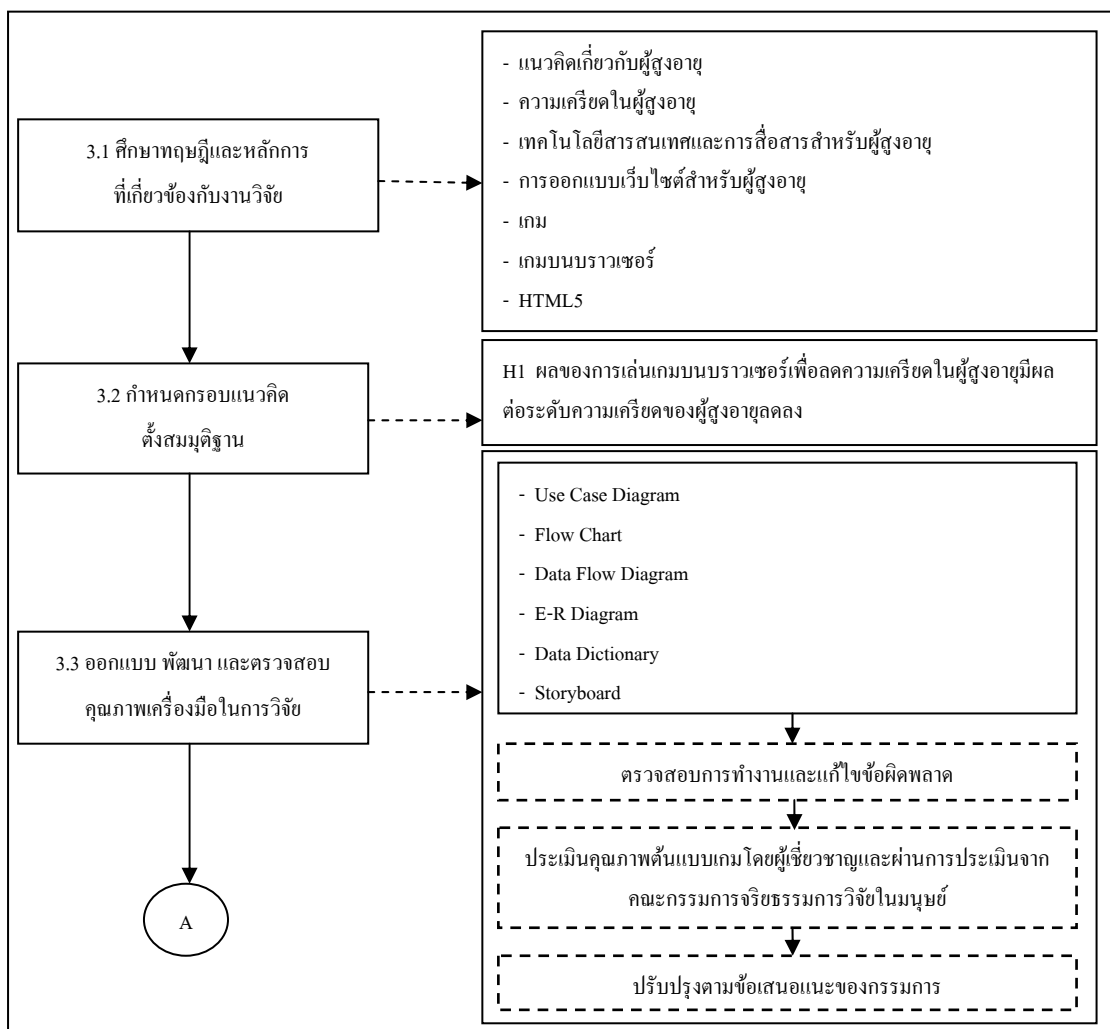 3.1 ศึกษาทฤษฎีและหลักการ
ที่เกี่ยวข้องกับงานวิจัย
- แนวคิดเกี่ยวกับผู้สูงอายุ
- ความเครียดในผู้สูงอายุ
- เทคโนโลยีสารสนเทศและการสื่อสารสำหรับผู้สูงอายุ
- การออกแบบเว็บไซต์สำหรับผู้สูงอายุ
- เกม
- เกมบนบราวเซอร์
- HTML5
3.2 กำหนดกรอบแนวคิด
ตั้งสมมุติฐาน
H1 ผลของการเล่นเกมบนบราวเซอร์เพื่อลดความเครียดในผู้สูงอายุมีผล
ต่อระดับความเครียดของผู้สูงอายุลดลง
3.3 ออกแบบ พัฒนา และตรวจสอบ
คุณภาพเครื่องมือในการวิจัย
- Use Case Diagram
- Flow Chart
- Data Flow Diagram
- E-R Diagram
- Data Dictionary
- Storyboard
ตรวจสอบการทำงานและแก้ไขข้อผิดพลาด
ประเมินคุณภาพต้นแบบเกมโดยผู้เชี่ยวชาญและผ่านการประเมินจาก
คณะกรรมการจริยธรรมการวิจัยในมนุษย์
ปรับปรุงตามข้อเสนอแนะของกรรมการ
A